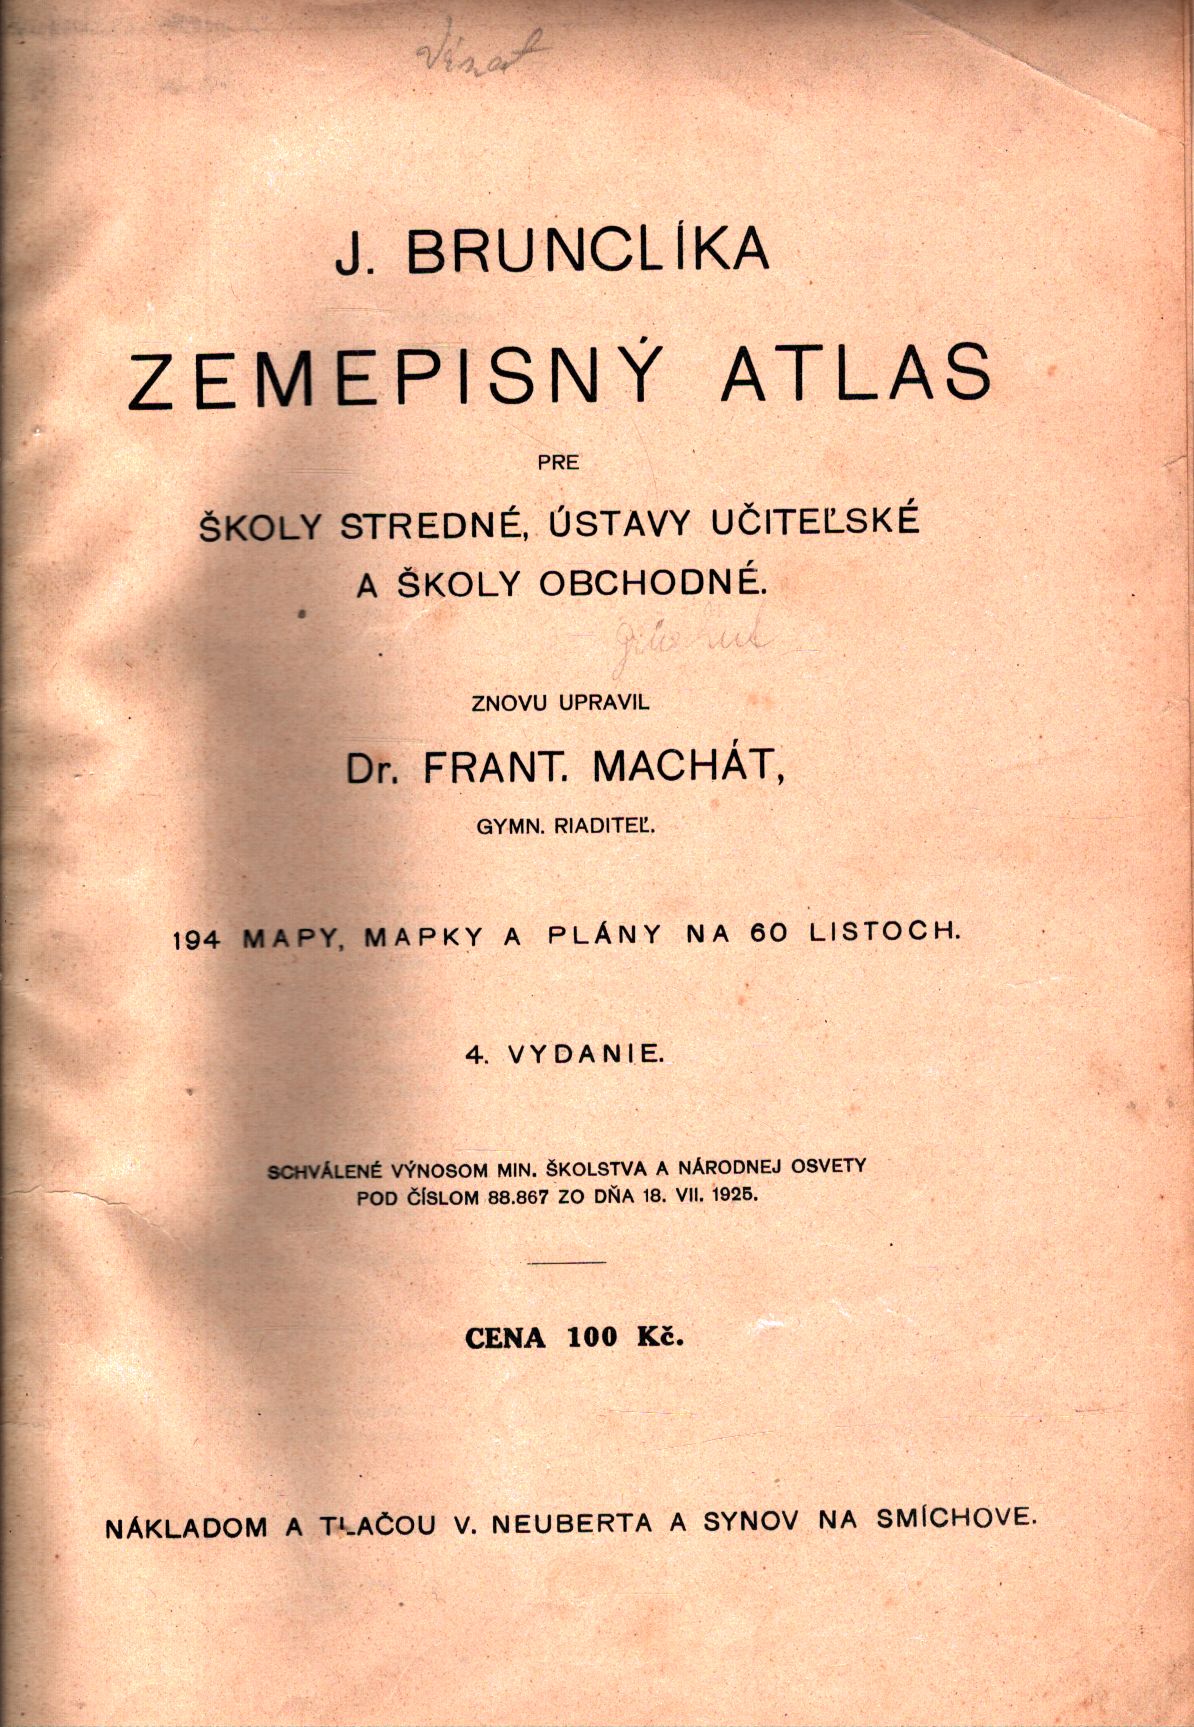 J. BRUNCLÍKA
ZEMEPISNÝ ATLAS
PRE
ŠKOLY STREDNÉ, ÚSTAVY UČITEĽSKÉ
A ŠKOLY OBCHODNÉ.
ZNOVU UPRAVIL
Dr. FRANT. MACHÁT,
GYMN. RIADITEĽ.
194 MAPY, MAPKY A PLÁNY NA 60 LISTOCH.
4. VYDANIE.
SCHVÁLENÉ VÝNOSOM MIN. ŠKOLSTVA A NÁRODNEJ OSVETY
POD ČÍSLOM 88.867 ZO DŇA 18. VII. 1925.
CENA 100 Kč.
NÁKLADOM A TLAČOU V. NEUBERTA A SYNOV NA SMÍCHOVE.